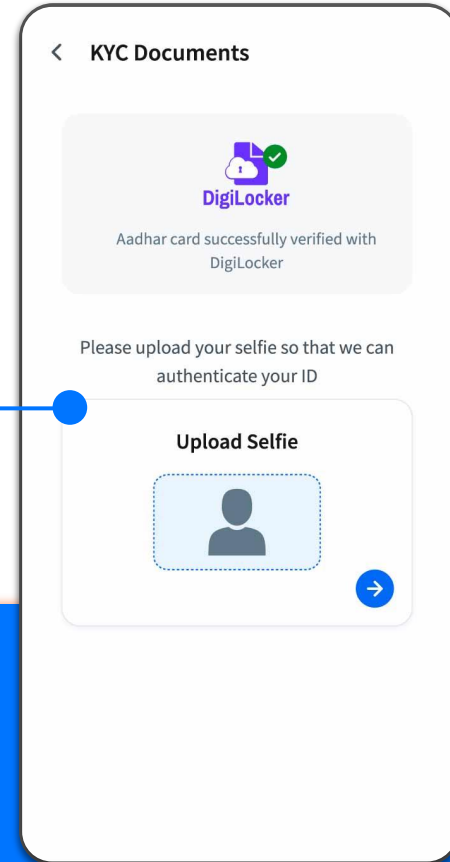 KYC Documents
DigiLocker
Aadhar card successfully verified with
DigiLocker
Please upload your selfie so that we can
authenticate your ID
Upload Selfie